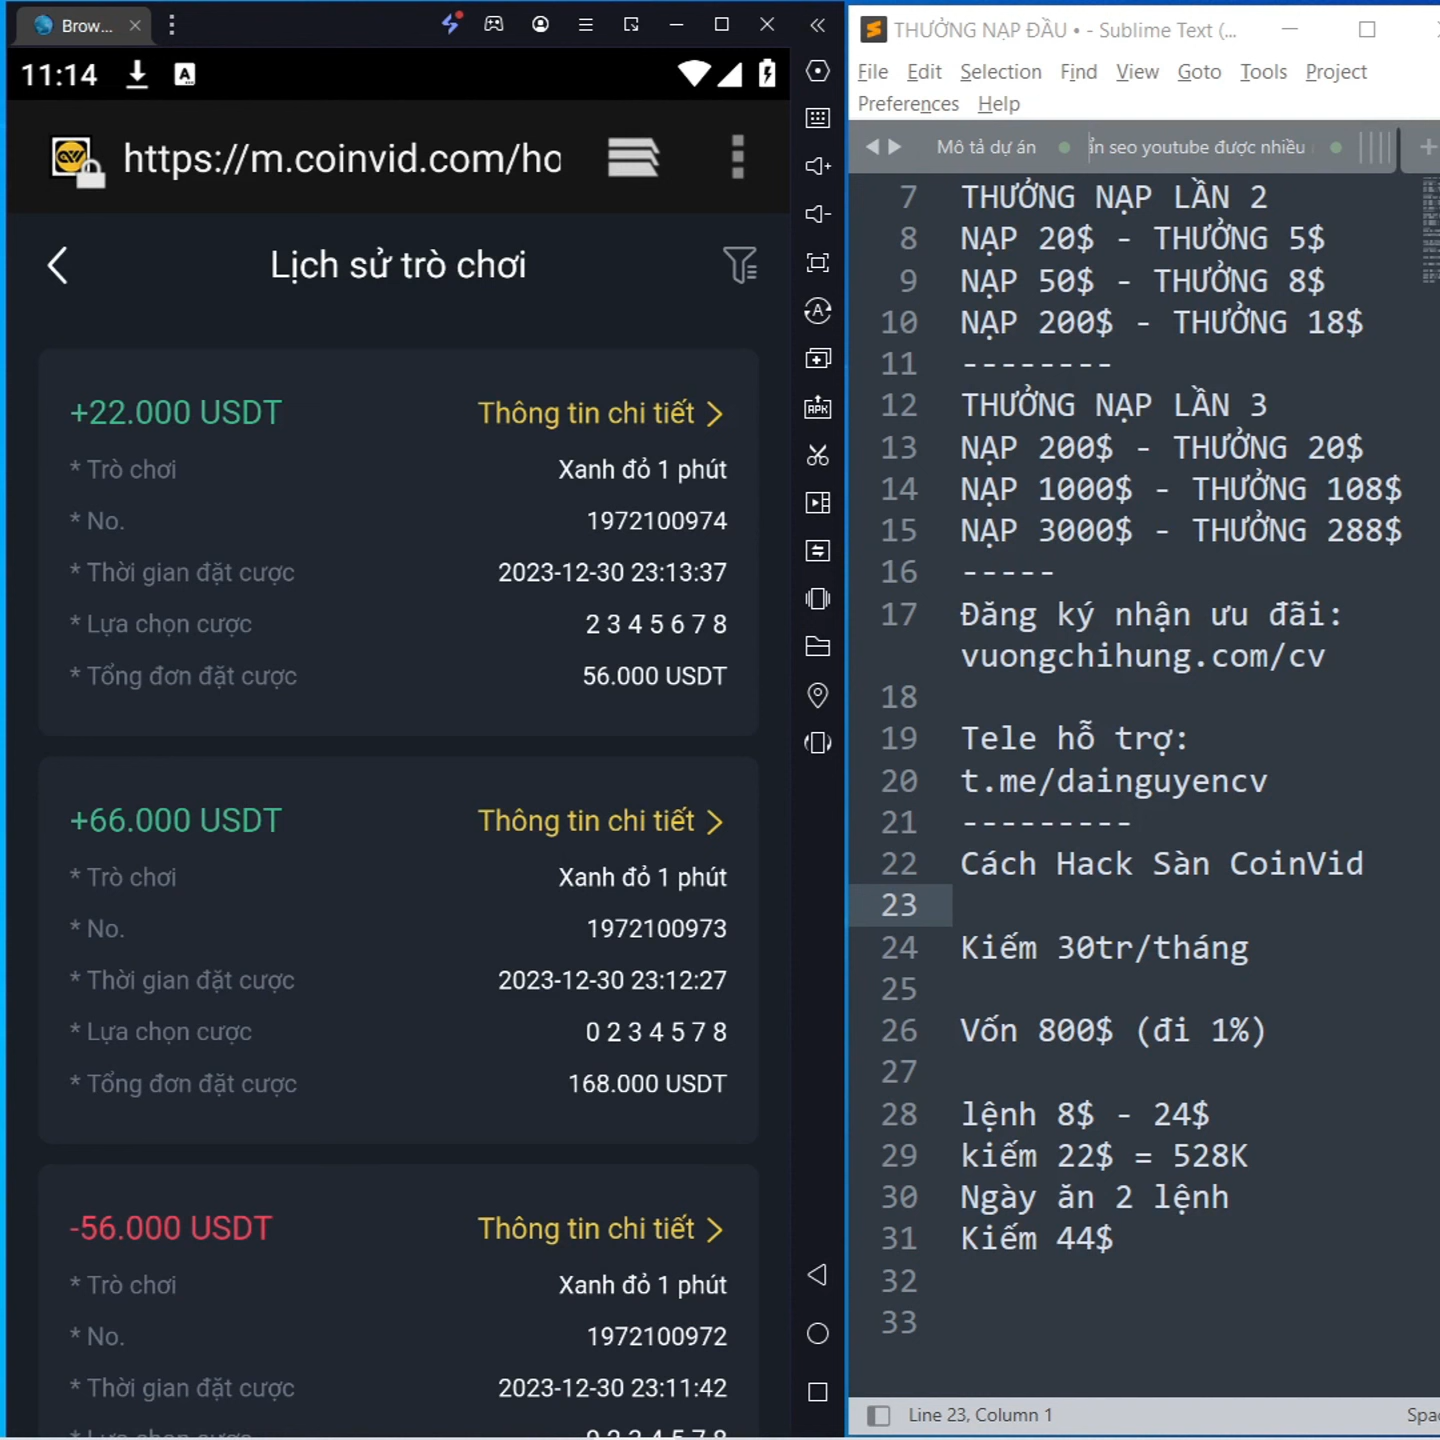 Brow...
11:14
A
https://m.coinvid.com/ho
Lịch sử trò chơi
+22.000 USDT
Thông tin chi tiết
* Trò chơi
Xanh đỏ 1 phút
* No.
1972100974
* Thời gian đặt cược
2023-12-30 23:13:37
* Lựa chọn cược
2 3 4 5 6 7 8
* Tổng đơn đặt cược
56.000 USDT
+66.000 USDT
Thông tin chi tiết
* Trò chơi
Xanh đỏ 1 phút
* No.
1972100973
* Thời gian đặt cược
2023-12-30 23:12:27
* Lựa chọn cược
0 2 3 4 5 7 8
* Tổng đơn đặt cược
168.000 USDT
-56.000 USDT
Thông tin chi tiết
* Trò chơi
Xanh đỏ 1 phút
* No.
1972100972
* Thời gian đặt cược
2023-12-30 23:11:42
A
APK
THƯỞNG NẠP ĐẦU • - Sublime Text (...
File Edit Selection Find View Goto Tools Project
Preferences Help
Mô tả dự án
ẩn seo youtube được nhiều
7 THƯỞNG NẠP LẦN 2
8 NẠP 20$ - THƯỞNG 5$
9 NẠP 50$ - THƯỞNG 8$
10 NẠP 200$ - THƯỞNG 18$
11 --------
12 THƯỞNG NẠP LẦN 3
13 NẠP 200$ - THƯỞNG 20$
14 NẠP 1000$ - THƯỞNG 108$
15 NẠP 3000$ - THƯỞNG 288$
16 -----
17 Đăng ký nhận ưu đãi:
vuongchihung.com/cv
18
19 Tele hỗ trợ:
20 t.me/dainguyencv
21 ---------
22 Cách Hack Sàn CoinVid
23
24 Kiếm 30tr/tháng
25
26 Vốn 800$ (đi 1%)
27
28 lệnh 8$ - 24$
29 kiếm 22$ = 528K
30 Ngày ăn 2 lệnh
31 Kiếm 44$
32
33
Line 23, Column 1
Spac